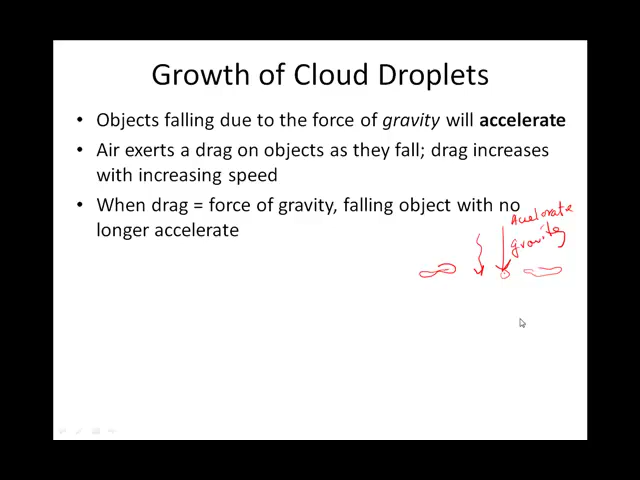 Growth of Cloud Droplets
• Objects falling due to the force of gravity will accelerate
• Air exerts a drag on objects as they fall; drag increases
with increasing speed
• When drag = force of gravity, falling object with no
longer accelerate
Acelorate
gravity